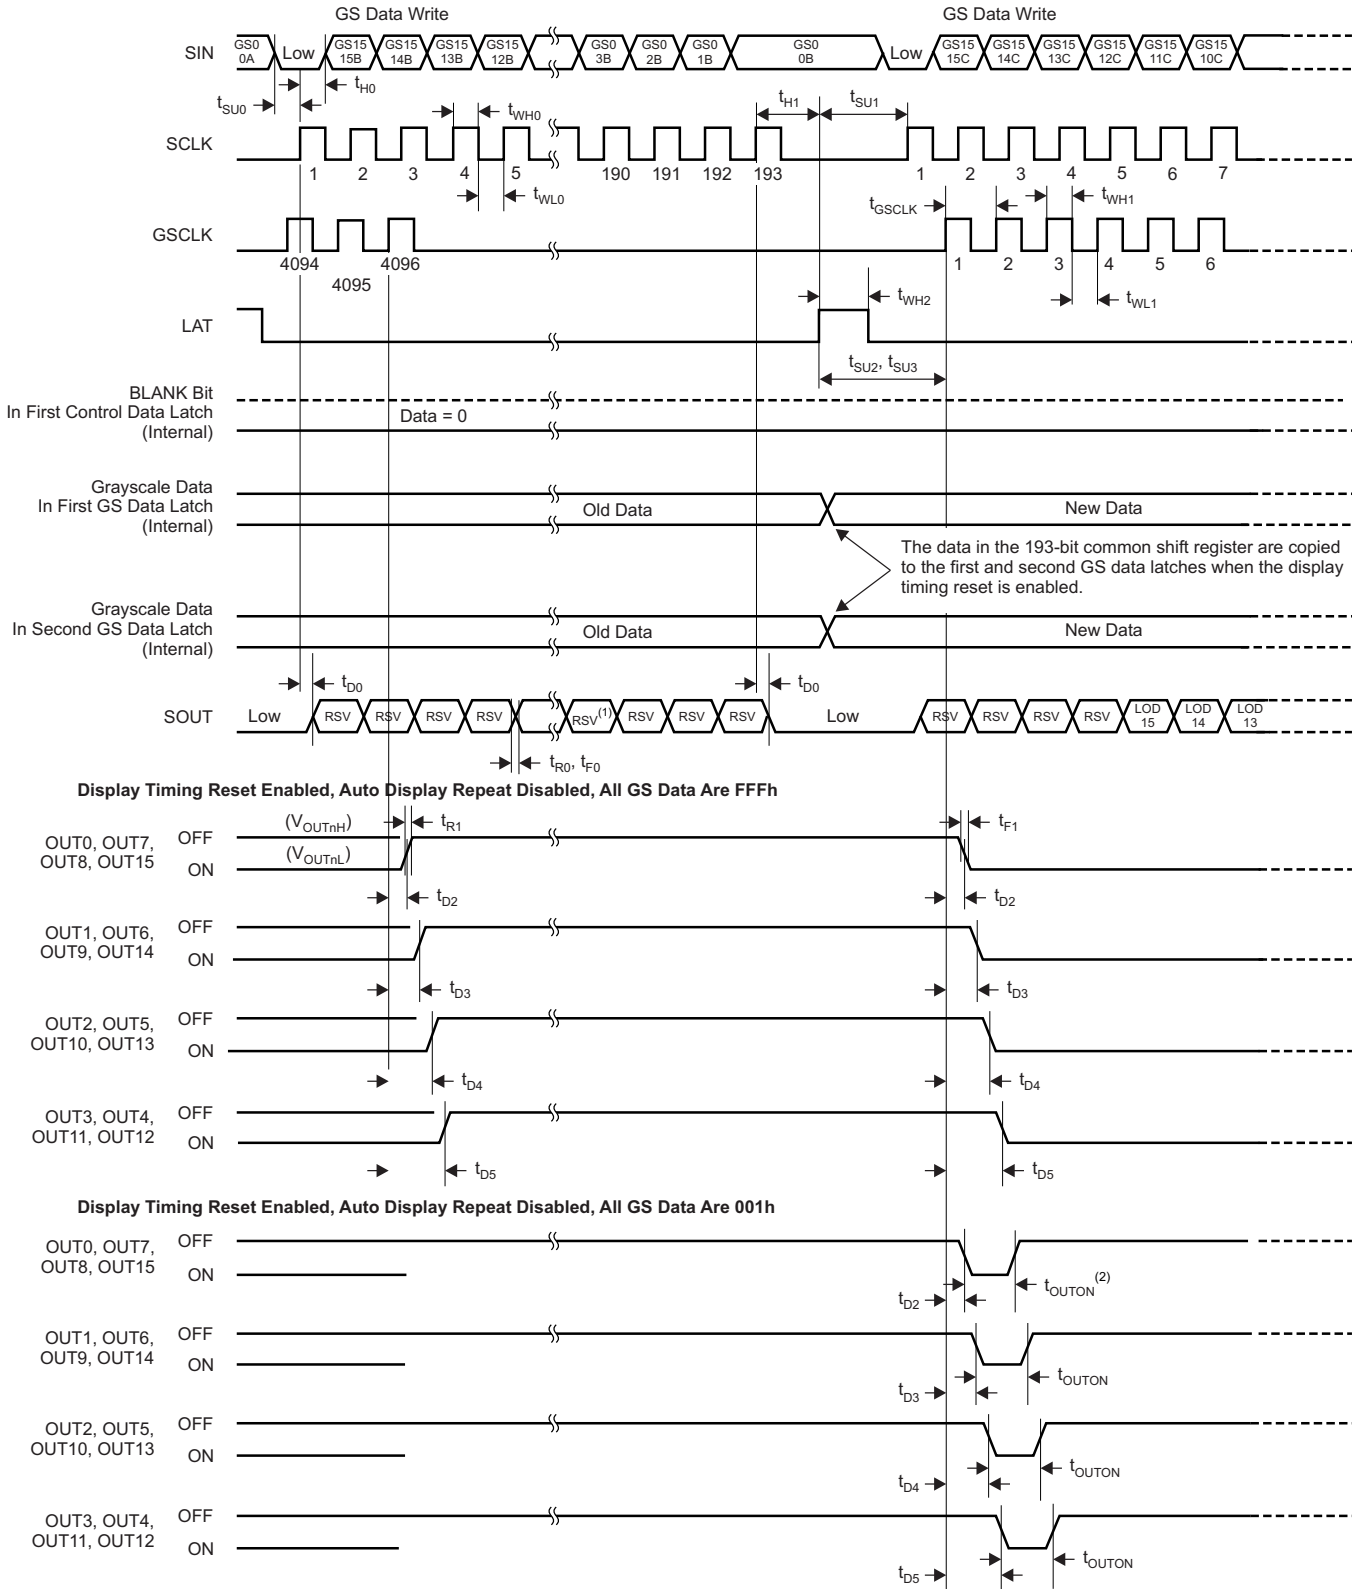 GS Data Write
GS Data Write
SIN
GS0 0A
Low
GS15 15B
GS15 14B
GS15 13B
GS15 12B
GS0 3B
GS0 2B
GS0 1B
GS0 0B
Low
GS15 15C
GS15 14C
GS15 13C
GS15 12C
GS15 11C
GS15 10C
tSU0
tH0
tWH0
tH1
tSU1
SCLK
1 2 3 4 5 190 191 192 193 1 2 3 4 5 6 7
tWL0
tGSCLK
tWH1
GSCLK
4094
4095
4096
1 2 3 4 5 6
tWH2
tWL1
LAT
tSU2, tSU3
BLANK Bit
In First Control Data Latch
(Internal)
Data = 0
Grayscale Data
In First GS Data Latch
(Internal)
Old Data
New Data
The data in the 193-bit common shift register are copied
to the first and second GS data latches when the display
timing reset is enabled.
Grayscale Data
In Second GS Data Latch
(Internal)
Old Data
New Data
tD0
tD0
SOUT
Low
RSV
RSV
RSV
RSV
RSV(1)
RSV
RSV
RSV
Low
RSV
RSV
RSV
RSV
LOD 15
LOD 14
LOD 13
tR0, tF0
Display Timing Reset Enabled, Auto Display Repeat Disabled, All GS Data Are FFFh
OUT0, OUT7,
OUT8, OUT15
OFF
ON
(VOUTnH)
(VOUTnL)
tR1
tF1
tD2
tD2
OUT1, OUT6,
OUT9, OUT14
OFF
ON
tD3
tD3
OUT2, OUT5,
OUT10, OUT13
OFF
ON
tD4
tD4
OUT3, OUT4,
OUT11, OUT12
OFF
ON
tD5
tD5
Display Timing Reset Enabled, Auto Display Repeat Disabled, All GS Data Are 001h
OUT0, OUT7,
OUT8, OUT15
OFF
ON
tD2
tOUTON(2)
OUT1, OUT6,
OUT9, OUT14
OFF
ON
tD3
tOUTON
OUT2, OUT5,
OUT10, OUT13
OFF
ON
tD4
tOUTON
OUT3, OUT4,
OUT11, OUT12
OFF
ON
tD5
tOUTON